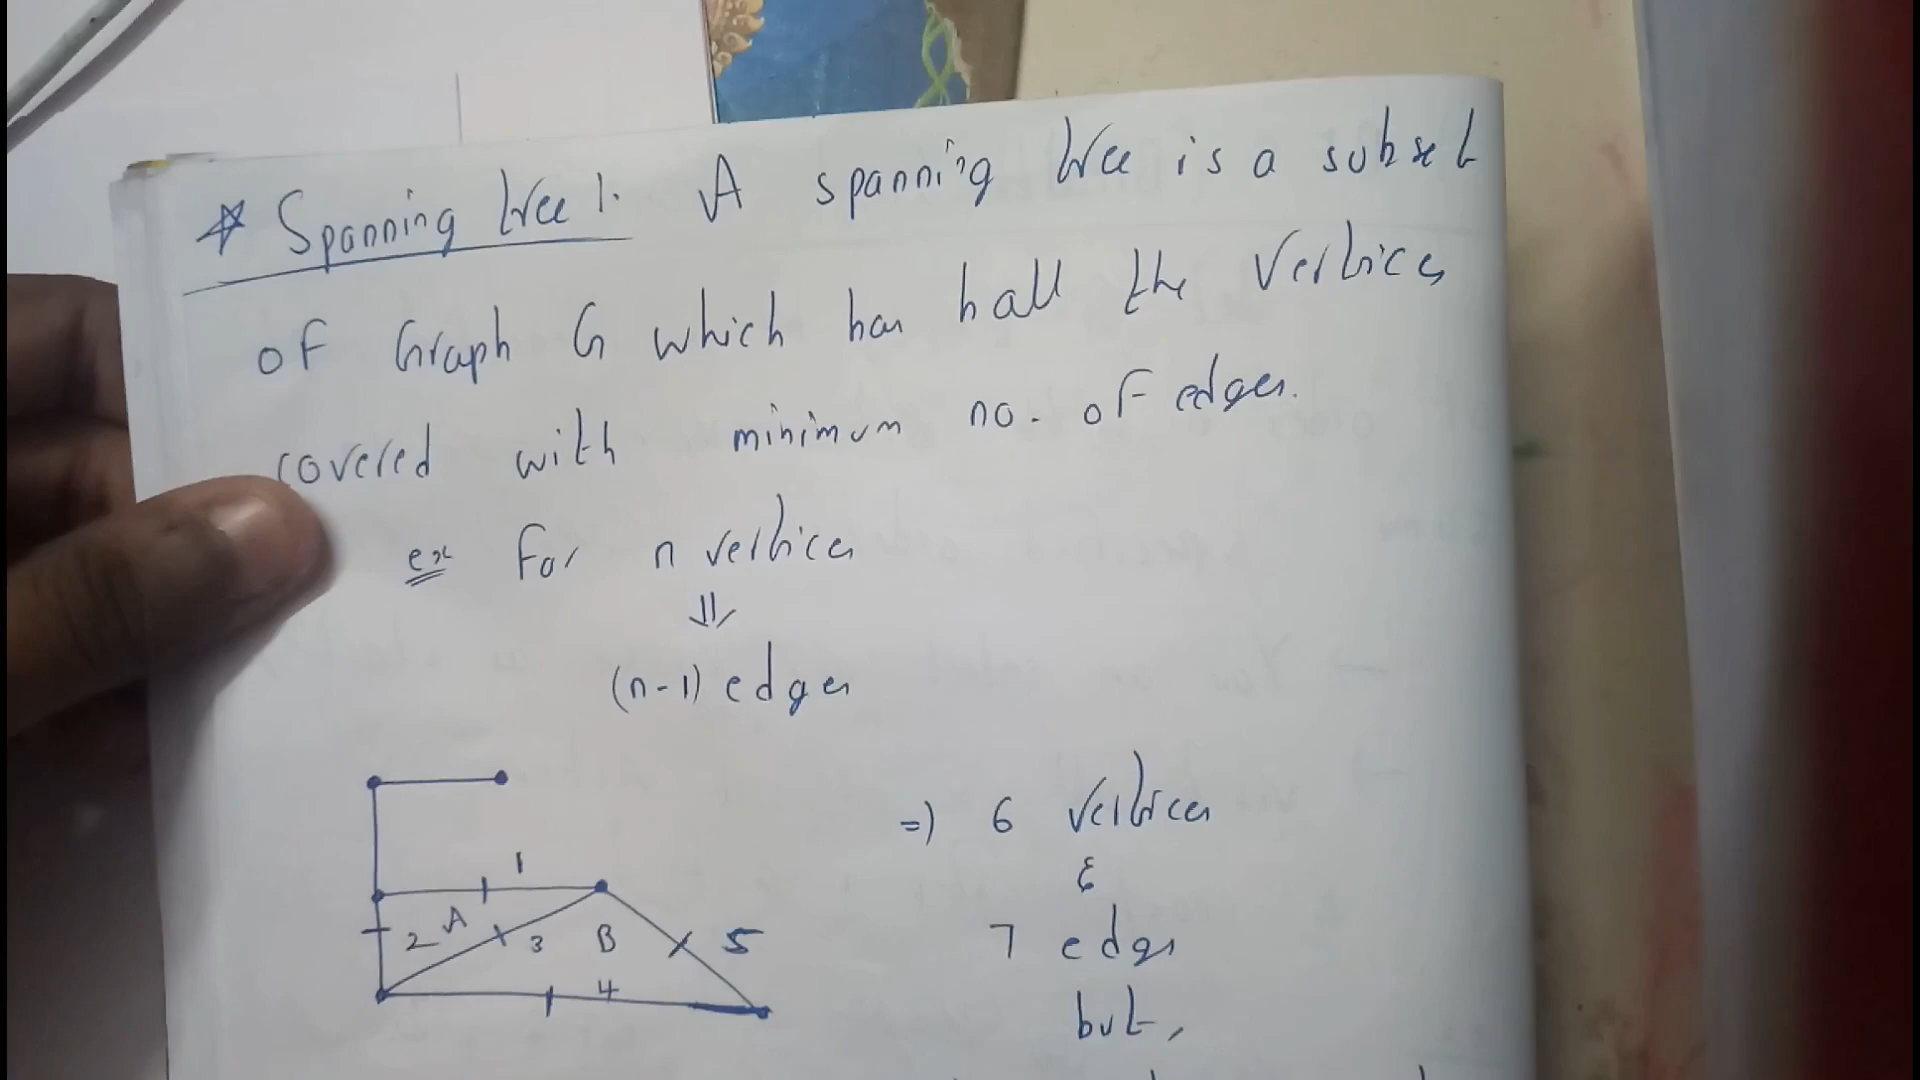 * Spanning tree :- A spanning tree is a subset
of Graph G which has h all the vertices
covered with minimum no. of edges.
ex For n vertices
⇓
(n-1) edges
=) 6 vertices
&
7 edges
but,
1
2 A 3 B 5
4